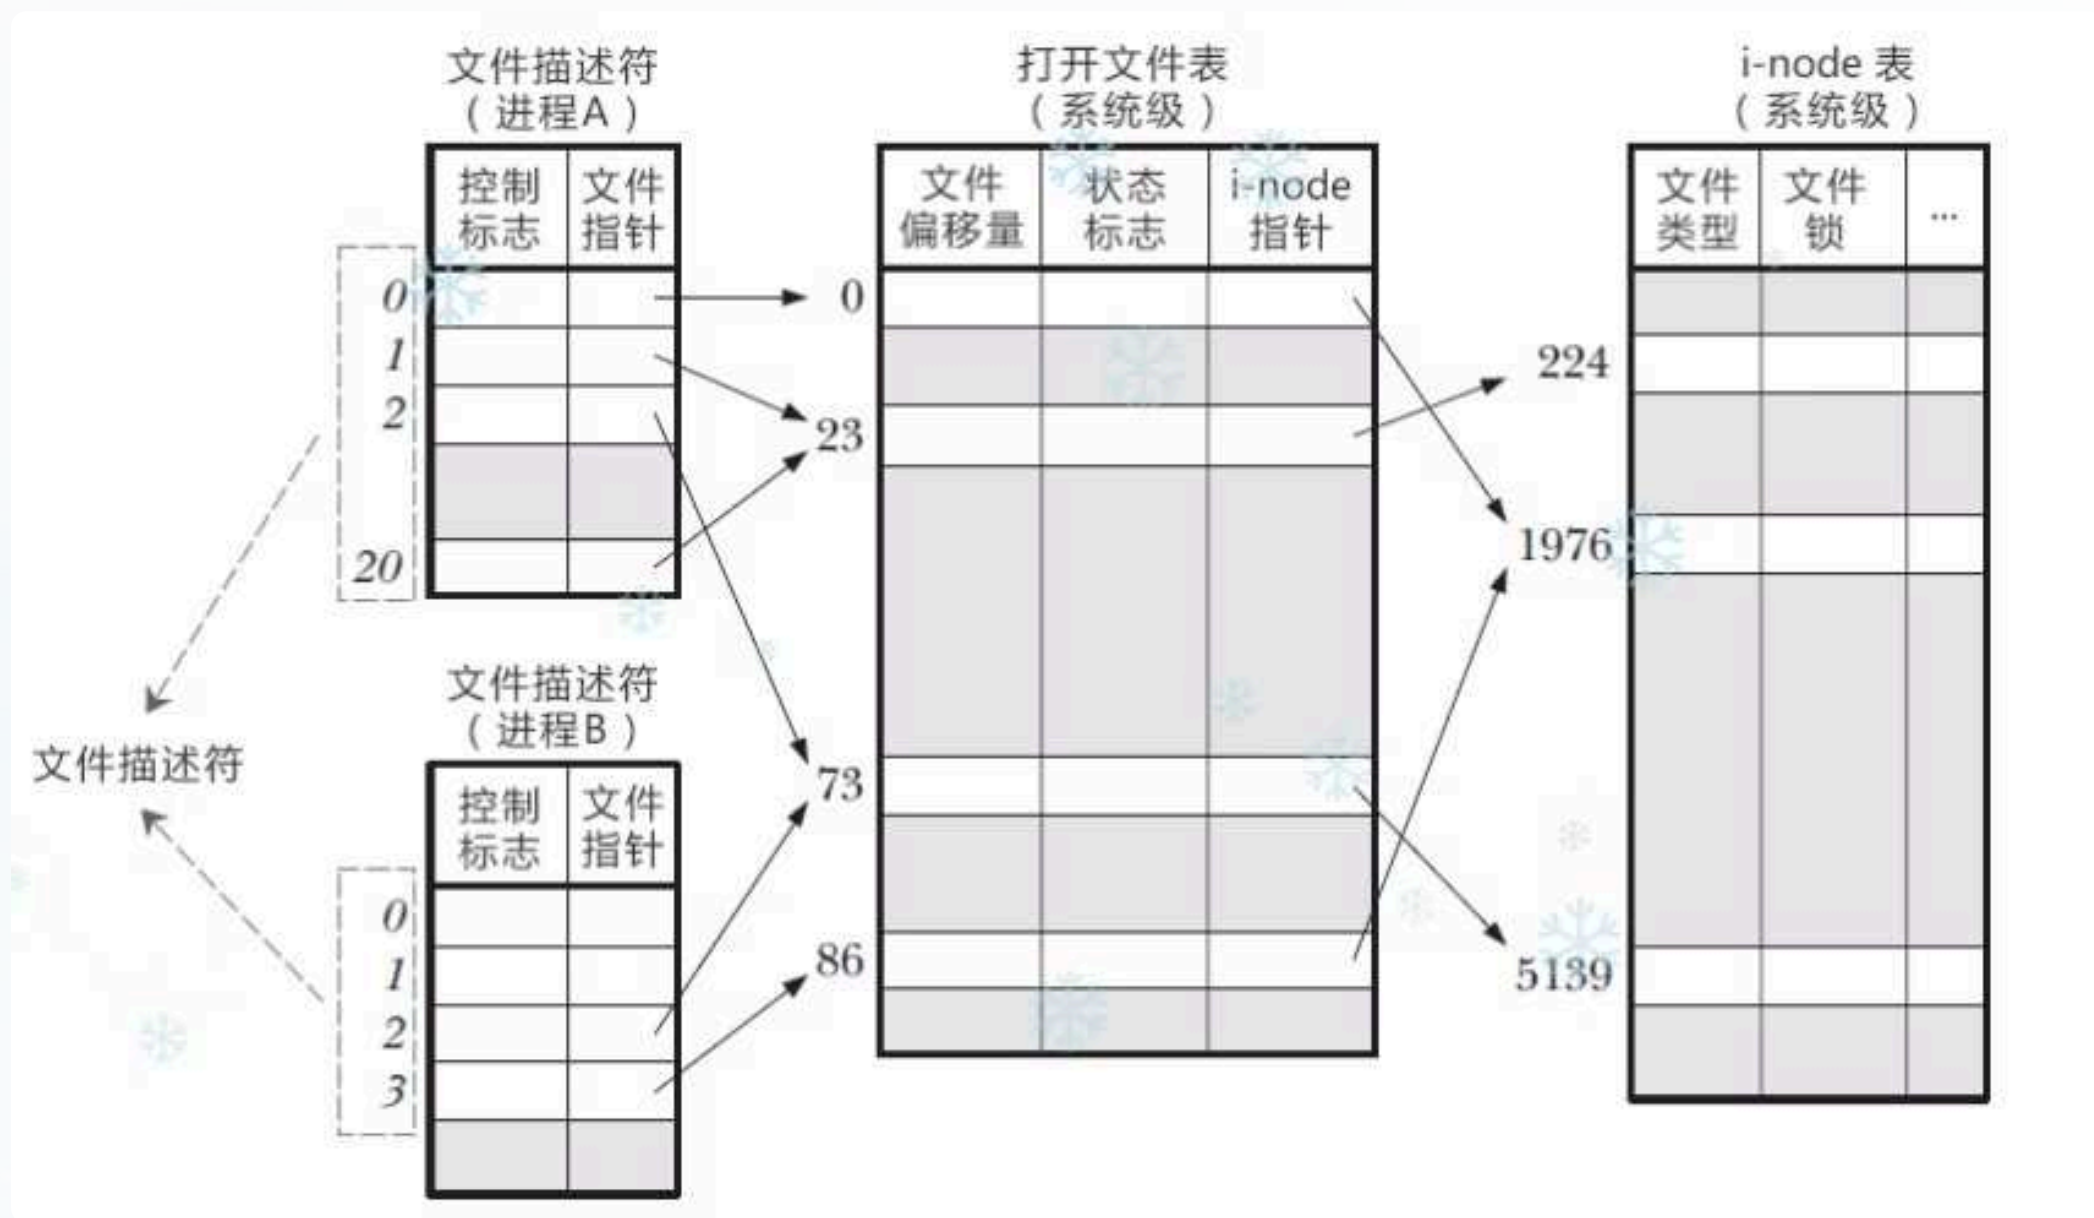 文件描述符
（进程A）
控制
标志
文件
指针
0
1
2
20
文件描述符
文件描述符
（进程B）
控制
标志
文件
指针
0
1
2
3
打开文件表
（系统级）
文件
偏移量
状态
标志
i-node
指针
0
23
73
86
i-node 表
（系统级）
文件
类型
文件
锁
...
224
1976
5139